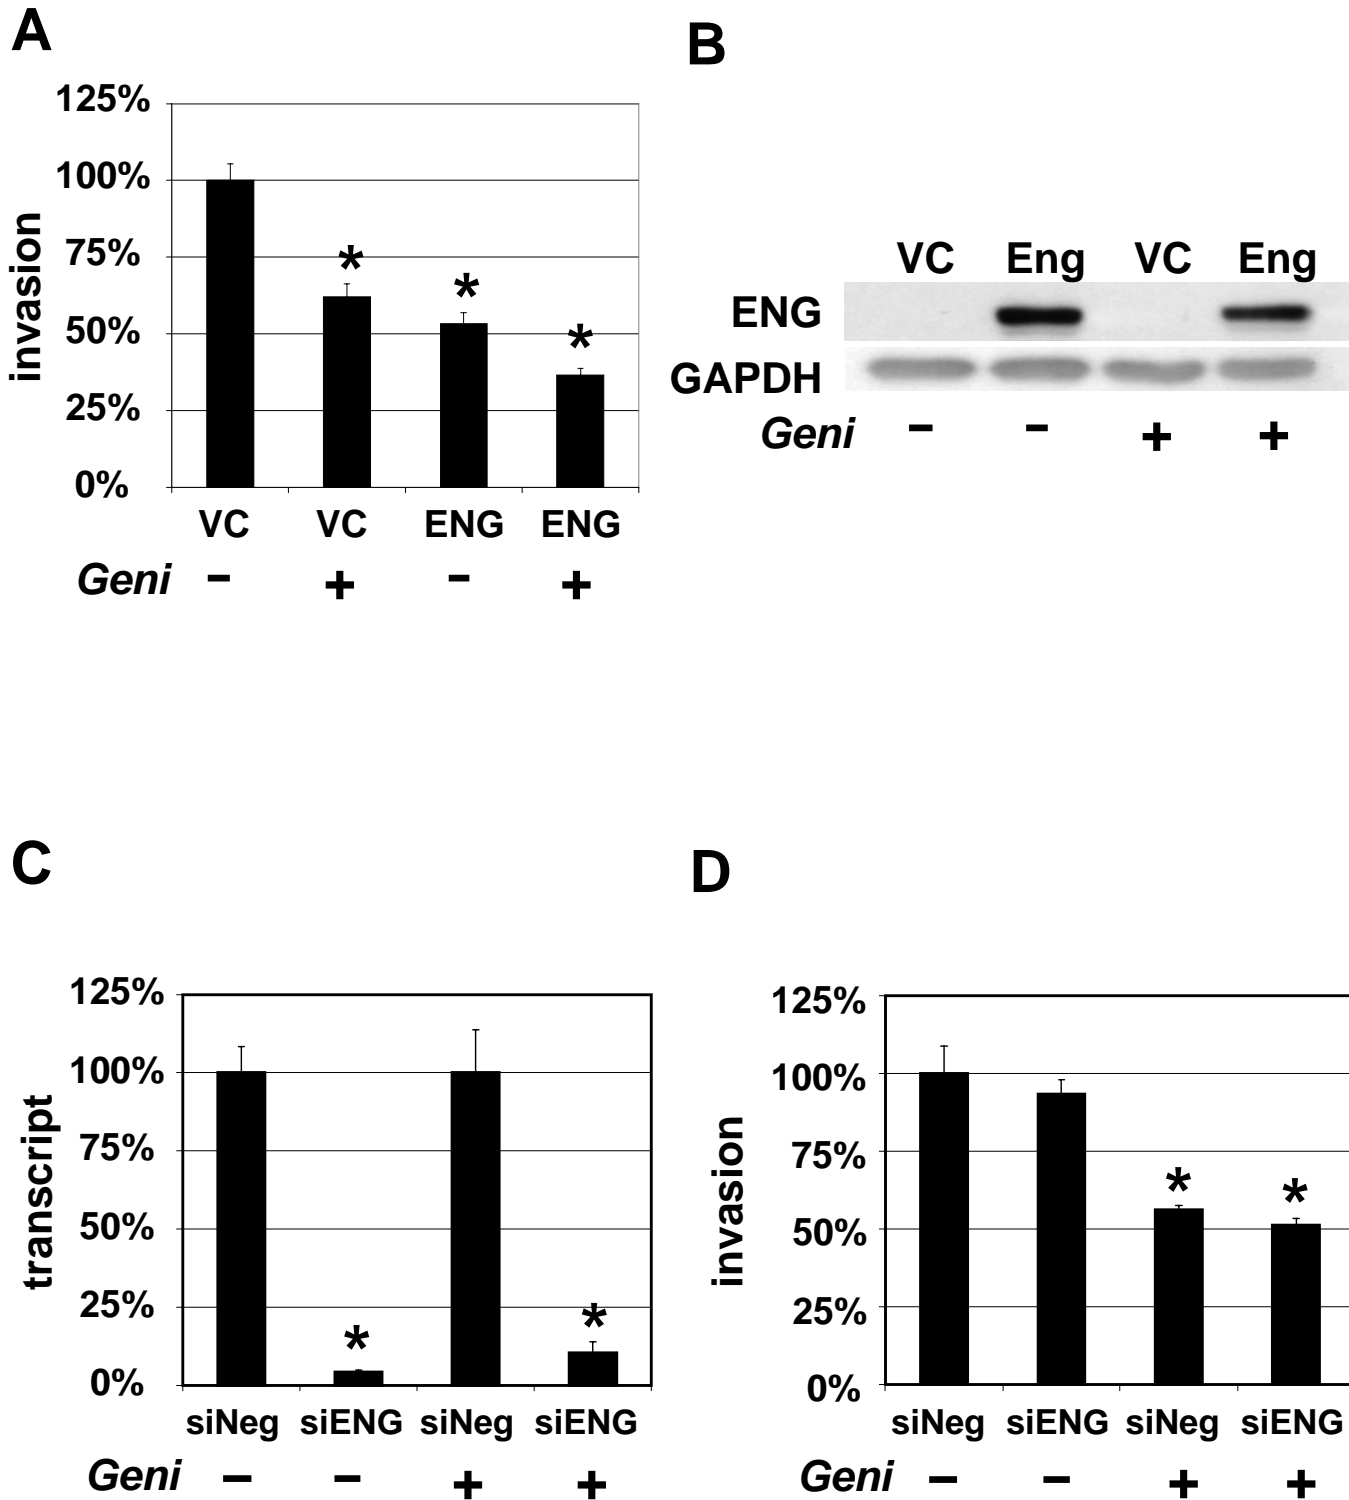 A
125%
100%
75%
50%
25%
0%
invasion
*
*
*
VC VC ENG ENG
Geni - + - +
B
VC Eng VC Eng
ENG
GAPDH
Geni - - + +
C
125%
100%
75%
50%
25%
0%
transcript
*
*
siNeg siENG siNeg siENG
Geni - - + +
D
125%
100%
75%
50%
25%
0%
invasion
*
*
siNeg siENG siNeg siENG
Geni - - + +